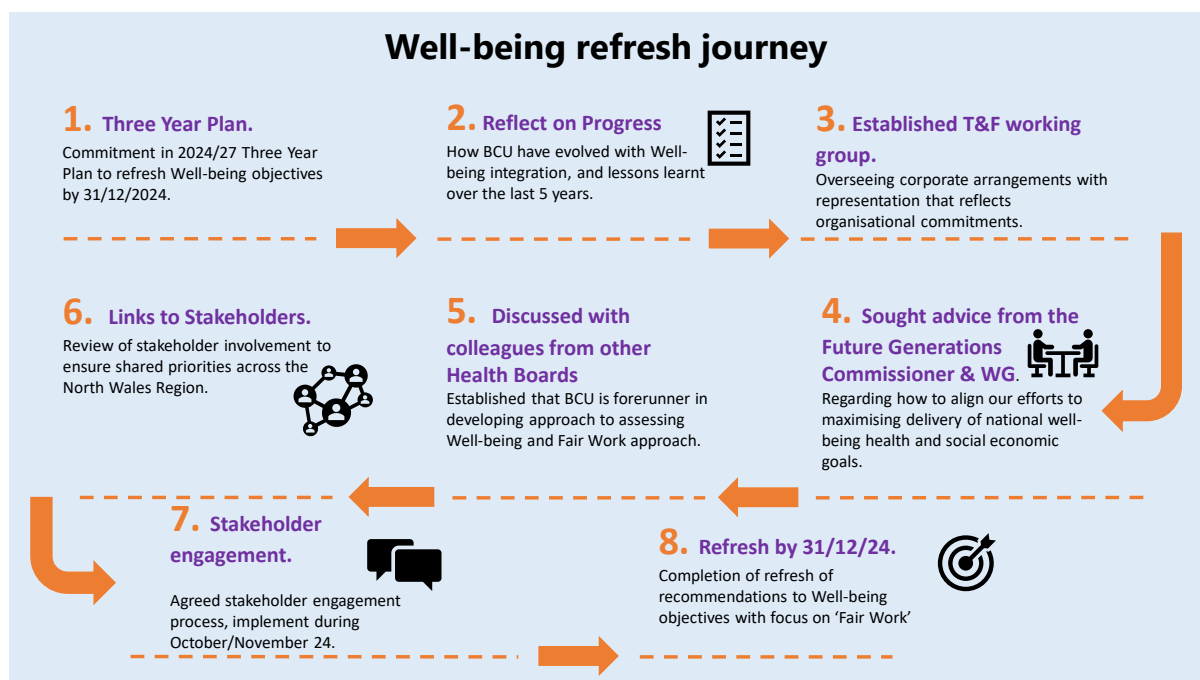 Well-being refresh journey
1. Three Year Plan.
Commitment in 2024/27 Three Year
Plan to refresh Well-being objectives
by 31/12/2024.
2. Reflect on Progress
How BCU have evolved with Well-
being integration, and lessons learnt
over the last 5 years.
3. Established T&F working
group.
Overseeing corporate arrangements with
representation that reflects
organisational commitments.
4. Sought advice from the
Future Generations
Commissioner & WG.
Regarding how to align our efforts to
maximising delivery of national well-
being health and social economic
goals.
5. Discussed with
colleagues from other
Health Boards
Established that BCU is forerunner in
developing approach to assessing
Well-being and Fair Work approach.
6. Links to Stakeholders.
Review of stakeholder involvement to
ensure shared priorities across the
North Wales Region.
7. Stakeholder
engagement.
Agreed stakeholder engagement
process, implement during
October/November 24.
8. Refresh by 31/12/24.
Completion of refresh of
recommendations to Well-being
objectives with focus on ‘Fair Work’